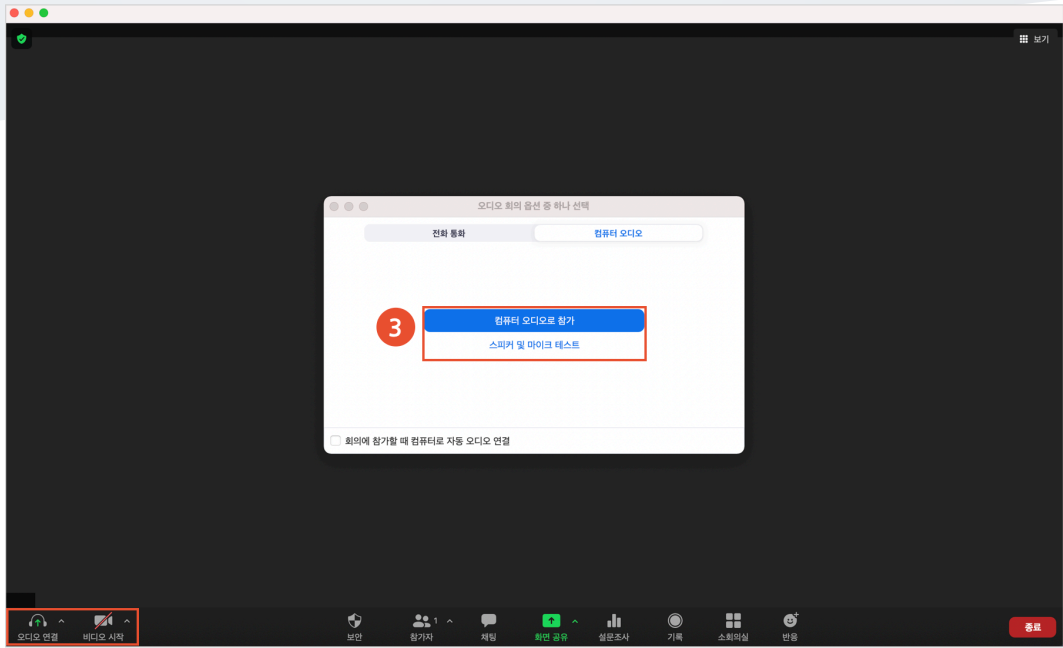 보기
오디오 회의 옵션 중 하나 선택
전화 통화 컴퓨터 오디오
3
컴퓨터 오디오로 참가
스피커 및 마이크 테스트
회의에 참가할 때 컴퓨터로 자동 오디오 연결
오디오 연결 비디오 시작 보안 참가자 1 채팅 화면 공유 설문조사 기록 소회의실 반응 종료